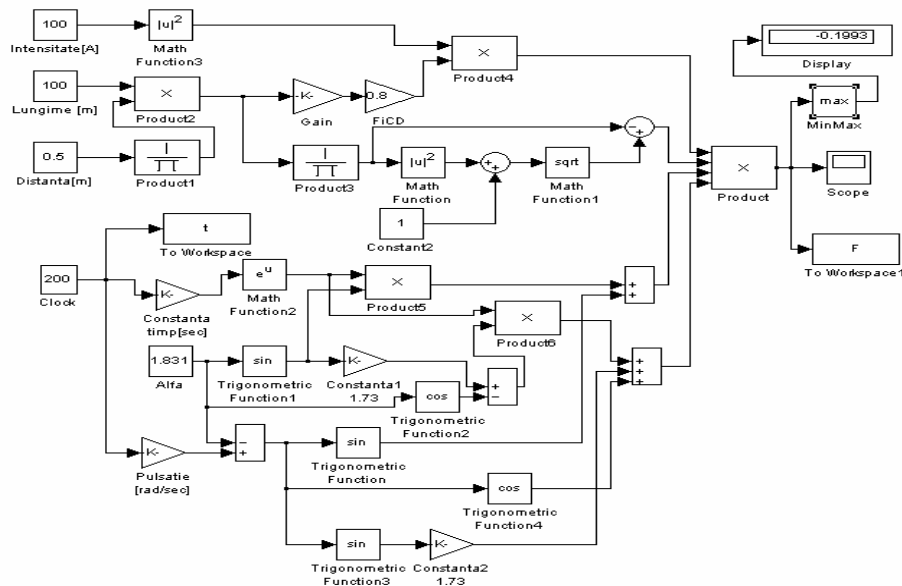 100
Intensitate[A]
|u|²
Math
Function3
×
Product4
-0.1993
Display
100
Lungime [m]
×
Product2
-K-
Gain
0.8
FiCD
max
MinMax
0.5
Distanta[m]
Product1
Product3
|u|²
Math
Function
++
sqrt
Math
Function1
-+
×
Product
Scope
1
Constant2
t
To Workspace
F
To Workspace1
200
Clock
K-
Constanta
timp[sec]
eᵘ
Math
Function2
×
Product5
+
+
×
Product6
1.831
Alfa
sin
Trigonometric
Function1
K-
Constanta1
1.73
cos
Trigonometric
Function2
+
-
+
+
+
K-
Pulsatie
[rad/sec]
-
+
sin
Trigonometric
Function
cos
Trigonometric
Function4
sin
Trigonometric
Function3
K-
Constanta2
1.73